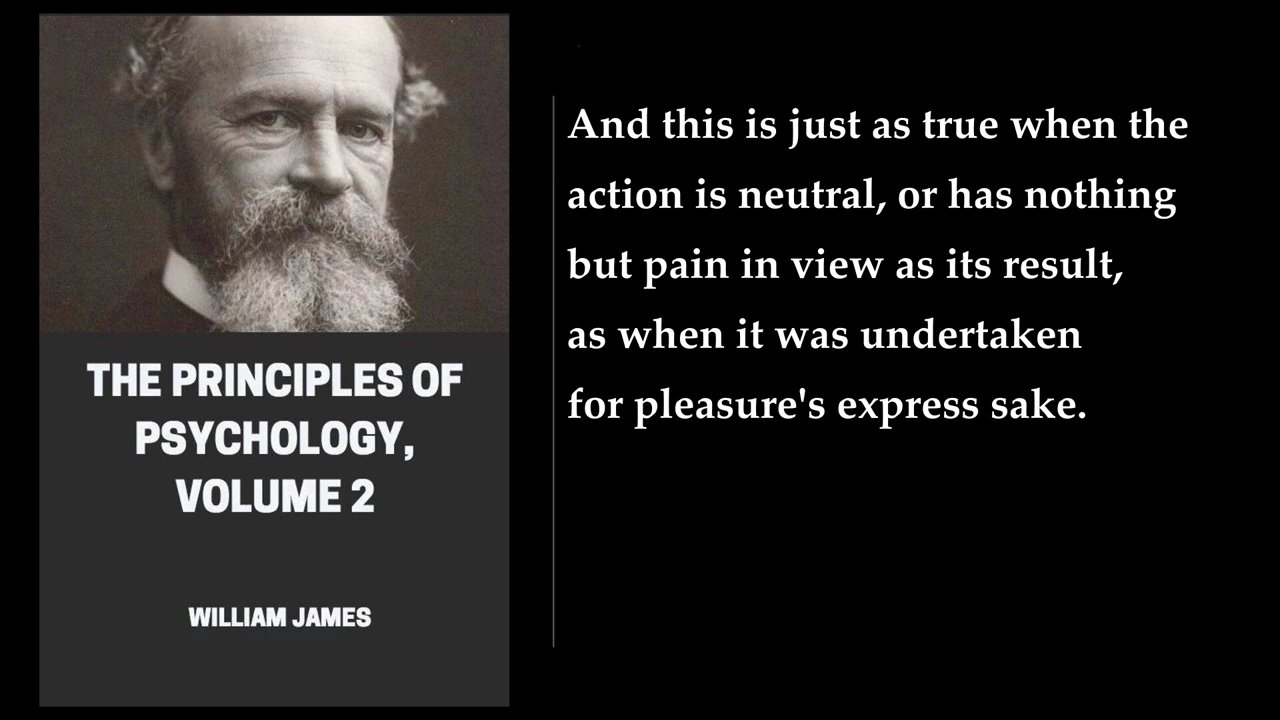 THE PRINCIPLES OF
PSYCHOLOGY,
VOLUME 2
WILLIAM JAMES
And this is just as true when the
action is neutral, or has nothing
but pain in view as its result,
as when it was undertaken
for pleasure's express sake.